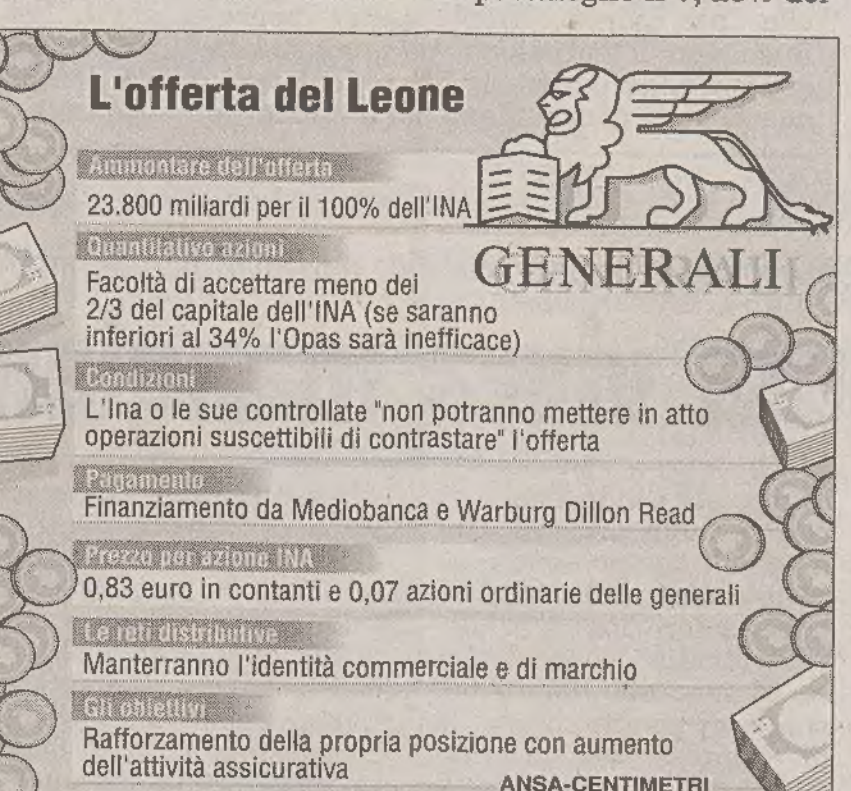 L'offerta del Leone
Ammontare dell'offerta
23.800 miliardi per il 100% dell'INA
GENERALI
Quantitativo azioni
Facoltà di accettare meno dei
2/3 del capitale dell'INA (se saranno
inferiori al 34% l'Opas sarà inefficace)
Condizioni
L'Ina o le sue controllate "non potranno mettere in atto
operazioni suscettibili di contrastare" l'offerta
Pagamento
Finanziamento da Mediobanca e Warburg Dillon Read
Prezzo per azione INA
0,83 euro in contanti e 0,07 azioni ordinarie delle generali
Le reti distributive
Manterranno l'identità commerciale e di marchio
Gli obiettivi
Rafforzamento della propria posizione con aumento
dell'attività assicurativa
ANSA-CENTIMETRI